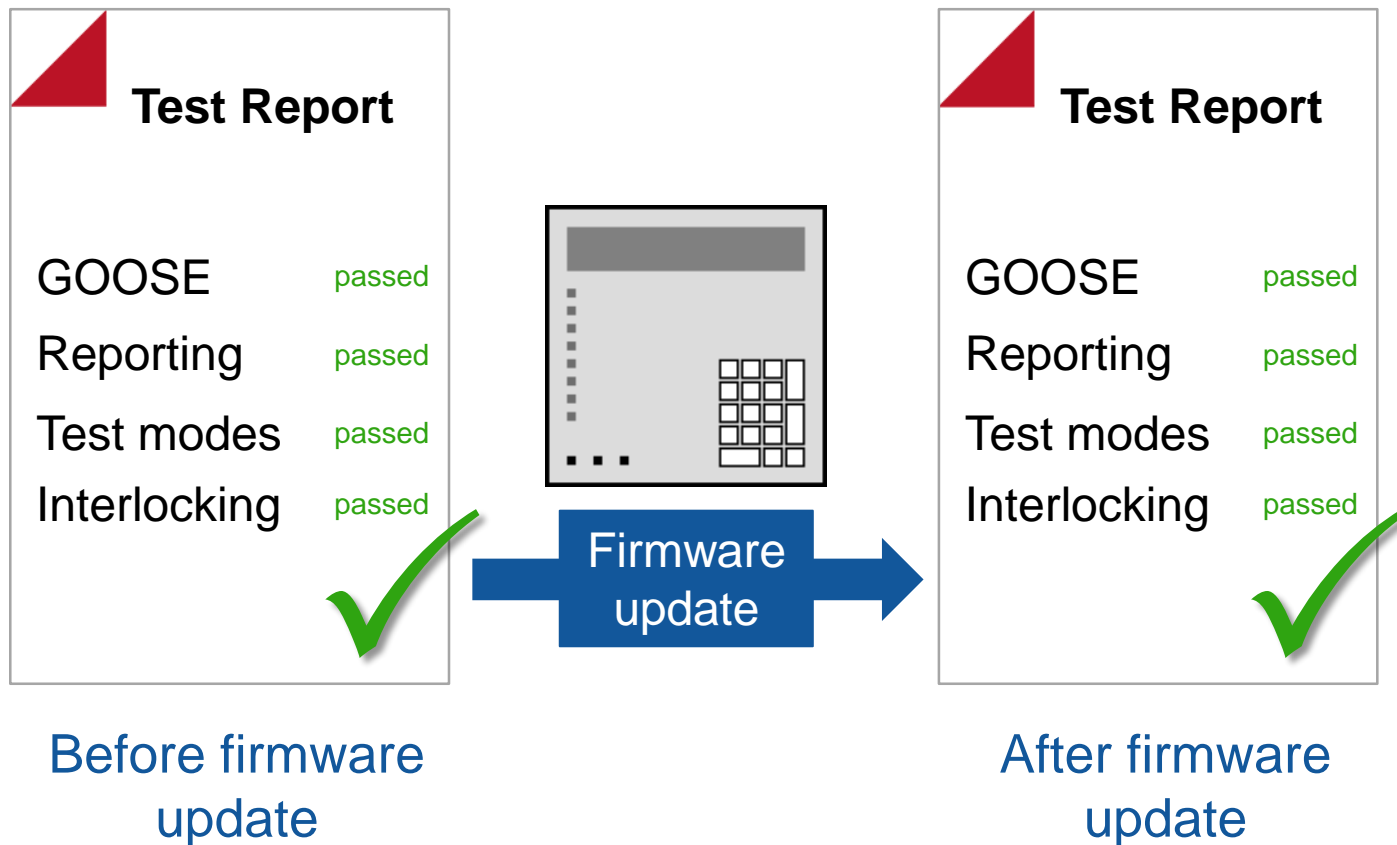 Test Report
GOOSE passed
Reporting passed
Test modes passed
Interlocking passed
Before firmware
update
Firmware
update
Test Report
GOOSE passed
Reporting passed
Test modes passed
Interlocking passed
After firmware
update